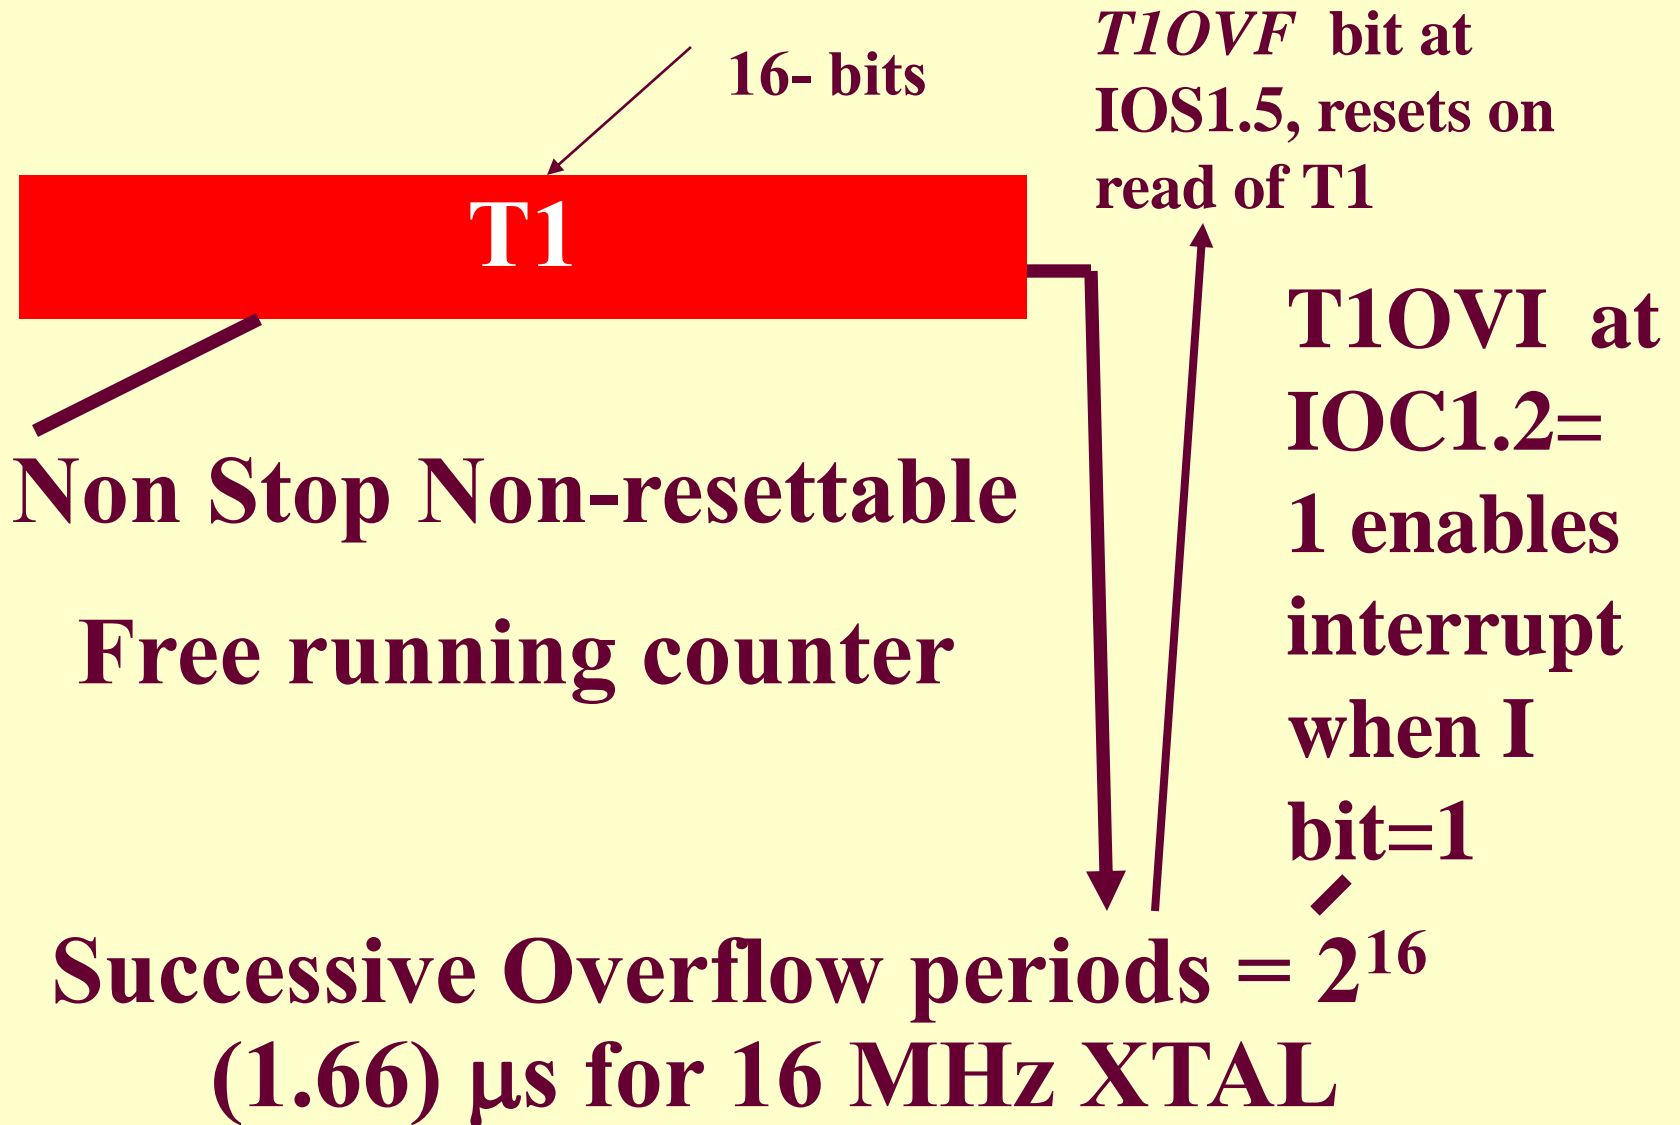 16- bits
T1OVF bit at
IOS1.5, resets on
read of T1
T1
T1OVI at
IOC1.2=
1 enables
interrupt
when I
bit=1
Non Stop Non-resettable
Free running counter
Successive Overflow periods = 2¹⁶
(1.66) μs for 16 MHz XTAL